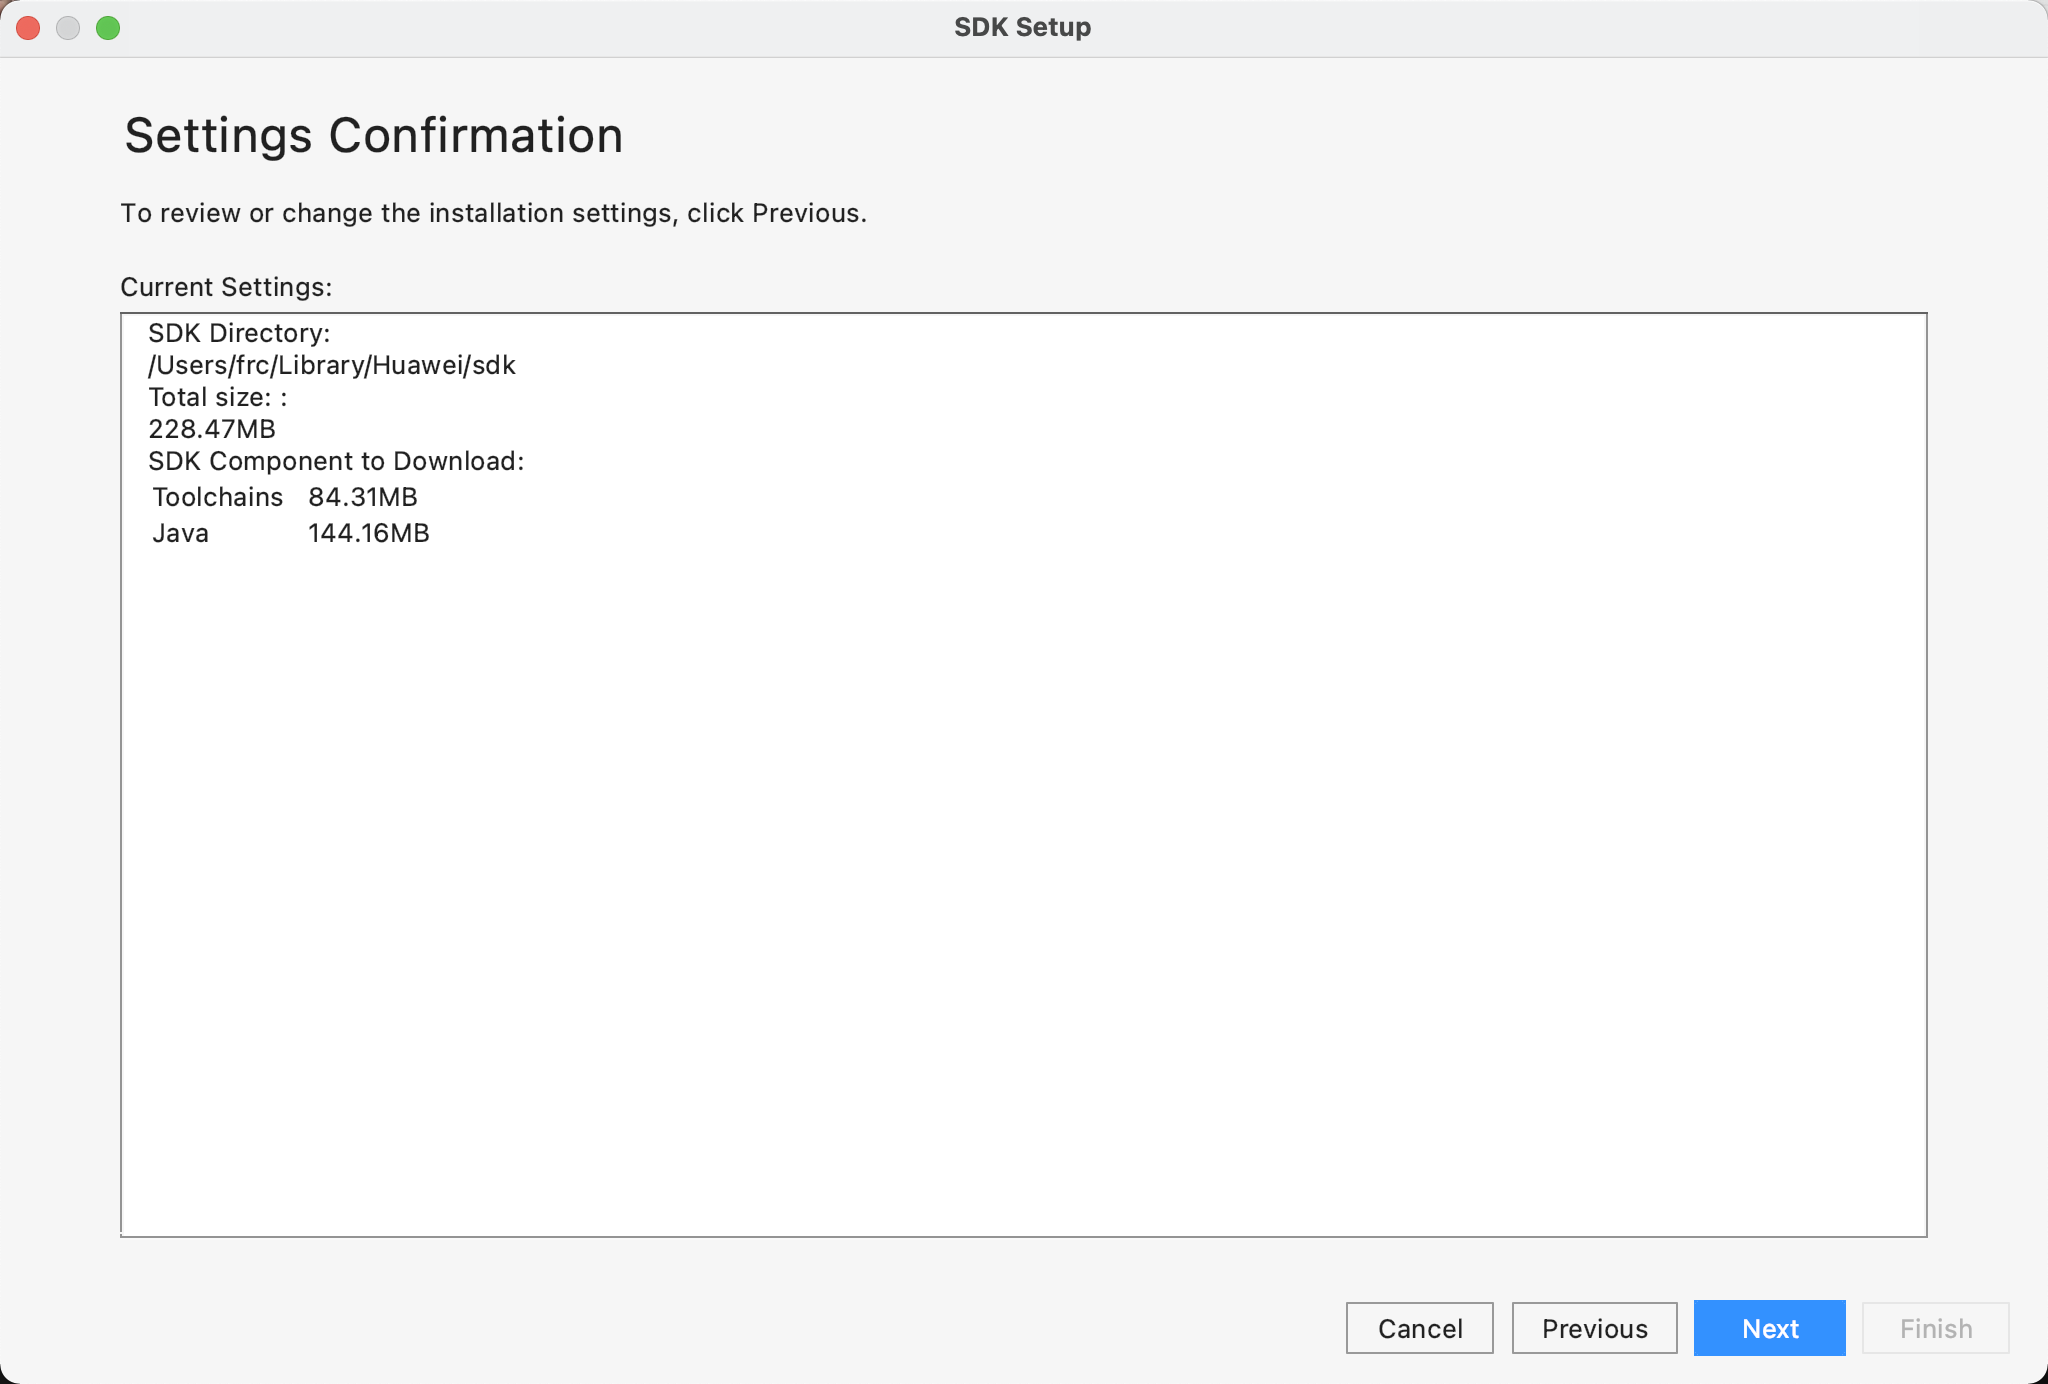 SDK Setup
Settings Confirmation
To review or change the installation settings, click Previous.
Current Settings:
SDK Directory:
/Users/frc/Library/Huawei/sdk
Total size: :
228.47MB
SDK Component to Download:
Toolchains 84.31MB
Java 144.16MB
Cancel Previous Next Finish